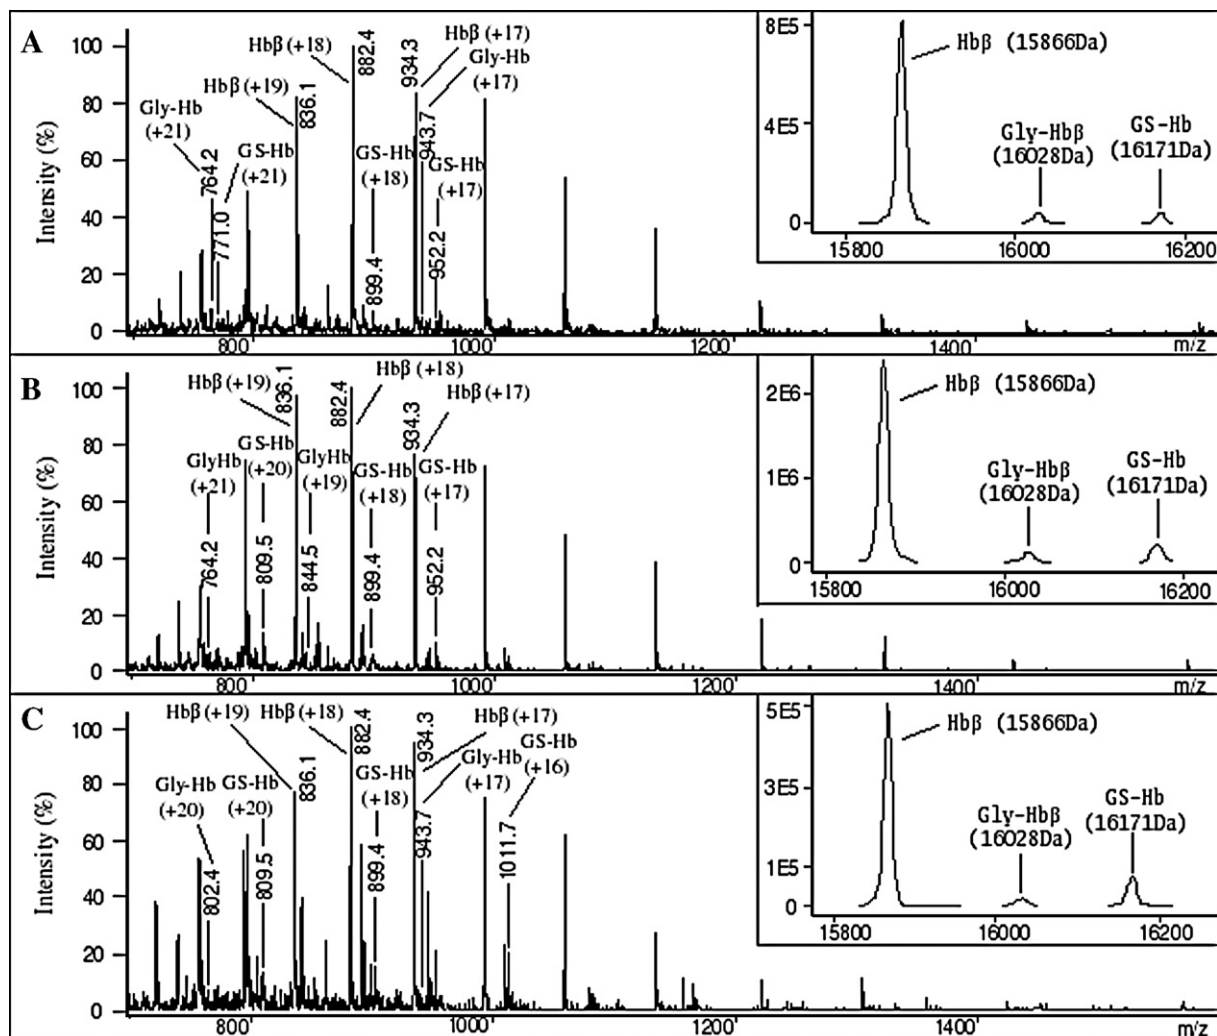 A
Intensity (%)
100
80
60
40
20
0
Gly-Hb
(+21)
764.2
771.0
GS-Hb
(+21)
Hbβ (+19)
836.1
Hbβ (+18)
882.4
GS-Hb
(+18)
899.4
934.3
Hbβ (+17)
Gly-Hb
(+17)
943.7
GS-Hb
(+17)
952.2
800
1000
1200
1400
m/z
8E5
4E5
0
Hbβ (15866Da)
Gly-Hbβ
(16028Da)
GS-Hb
(16171Da)
15800
16000
16200
B
Intensity (%)
100
80
60
40
20
0
GlyHb
(+21)
764.2
GS-Hb
(+20)
809.5
Hbβ (+19)
836.1
GlyHb
(+19)
844.5
882.4
Hbβ (+18)
GS-Hb
(+18)
899.4
934.3
Hbβ (+17)
GS-Hb
(+17)
952.2
800
1000
1200
1400
m/z
2E6
1E6
0
Hbβ (15866Da)
Gly-Hbβ
(16028Da)
GS-Hb
(16171Da)
15800
16000
16200
C
Intensity (%)
100
80
60
40
20
0
Gly-Hb
(+20)
802.4
GS-Hb
(+20)
809.5
Hbβ (+19)
836.1
Hbβ (+18)
882.4
GS-Hb
(+18)
899.4
934.3
Hbβ (+17)
Gly-Hb
(+17)
943.7
GS-Hb
(+16)
1011.7
800
1000
1200
1400
m/z
5E5
3E5
1E5
0
Hbβ (15866Da)
Gly-Hbβ
(16028Da)
GS-Hb
(16171Da)
15800
16000
16200